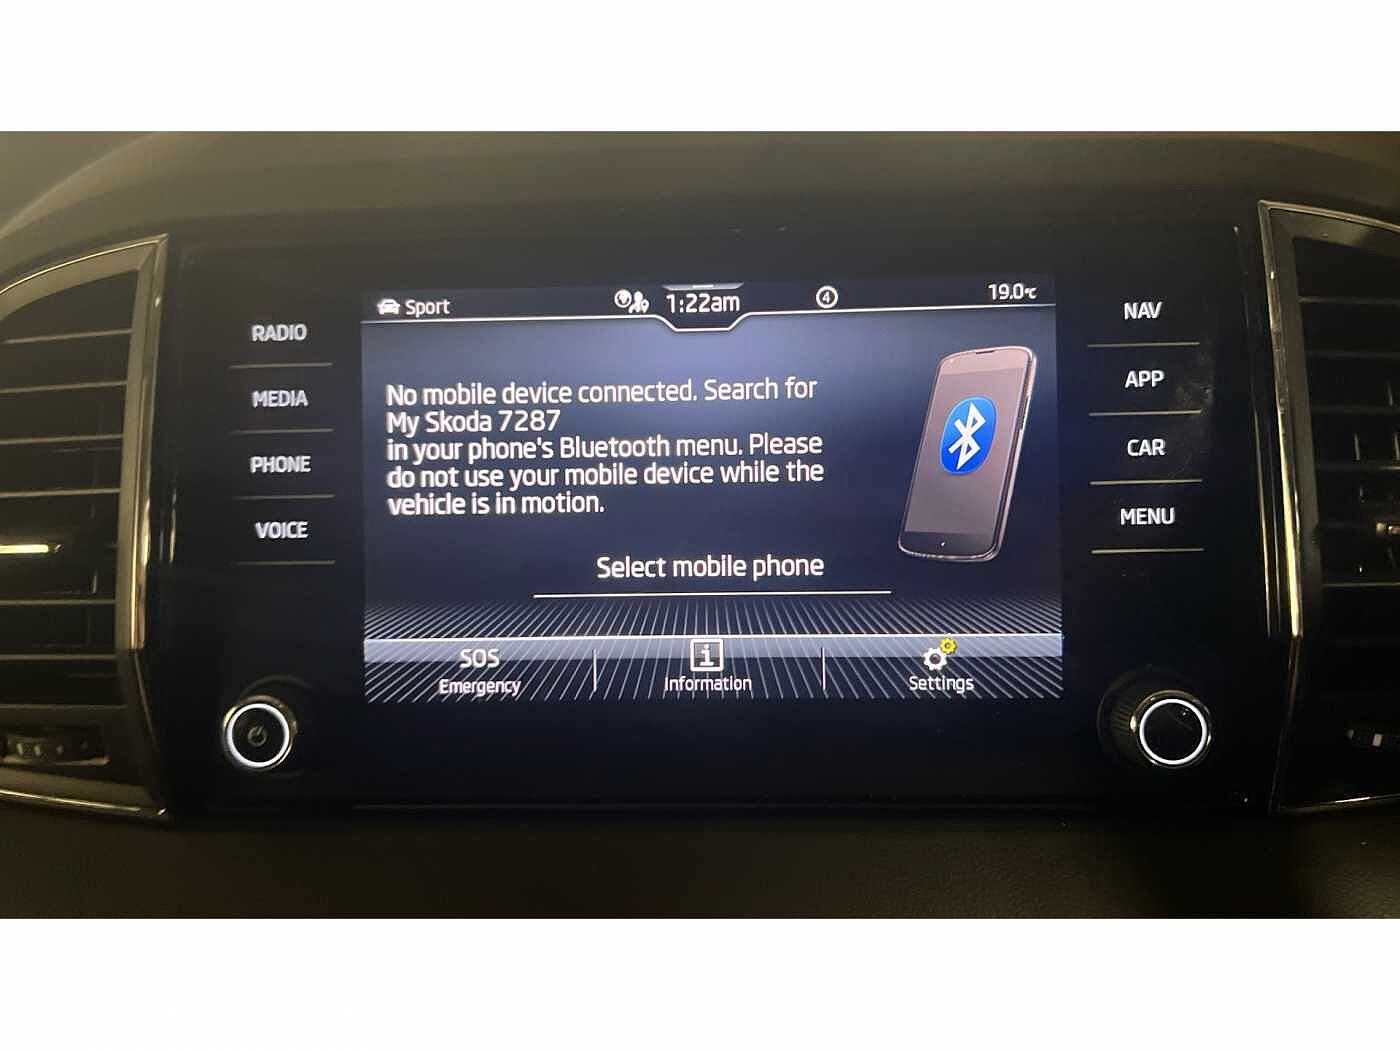 Sport
1:22am
4
19.0°C
RADIO
MEDIA
PHONE
VOICE
No mobile device connected. Search for
My Skoda 7287
in your phone's Bluetooth menu. Please
do not use your mobile device while the
vehicle is in motion.
Select mobile phone
SOS
Emergency
i
Information
Settings
NAV
APP
CAR
MENU